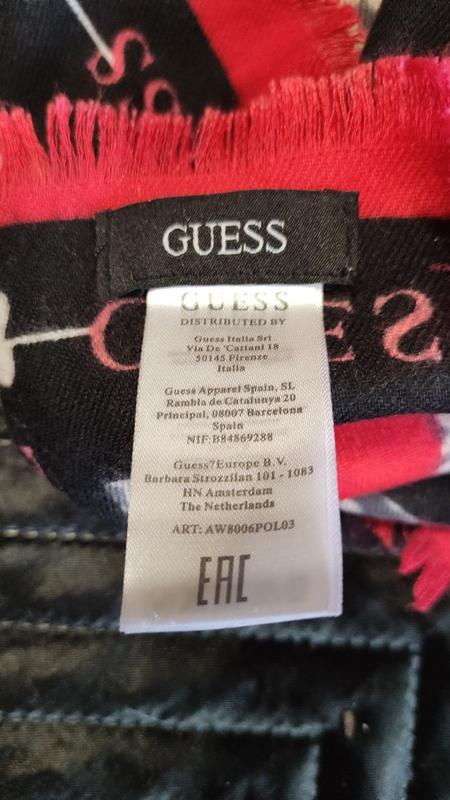 GUESS
GUESS
DISTRIBUTED BY
Guess Italia Srl
Via De 'Cattani 18
50145 Firenze
Italia
Guess Apparel Spain, SL
Rambla de Catalunya 20
Principal, 08007 Barcelona
Spain
NIF:B84869288
Guess?Europe B.V.
Barbara Strozzilan 101 - 1083
HN Amsterdam
The Netherlands
ART: AW8006POL03
EAC